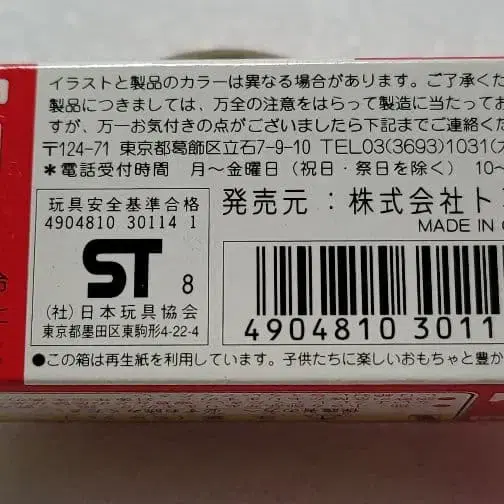 イラストと製品のカラーは異なる場合があります。ご了承くだ
製品につきましては、万全の注意をはらって製造に当たってお
すが、万一お気付きの点がございましたら下記までご連絡くだ
〒124-71 東京都葛飾区立石7-9-10 TEL03(3693)1031(大
＊電話受付時間 月〜金曜日(祝日・祭日を除く) 10〜
玩具安全基準合格
4904810 30114 1
ST 8
(社)日本玩具協会
東京都墨田区東駒形4-22-4
発売元:株式会社トミ
MADE IN C
4904810 3011
●この箱は再生紙を利用しています。子供たちに楽しいおもちゃと豊か